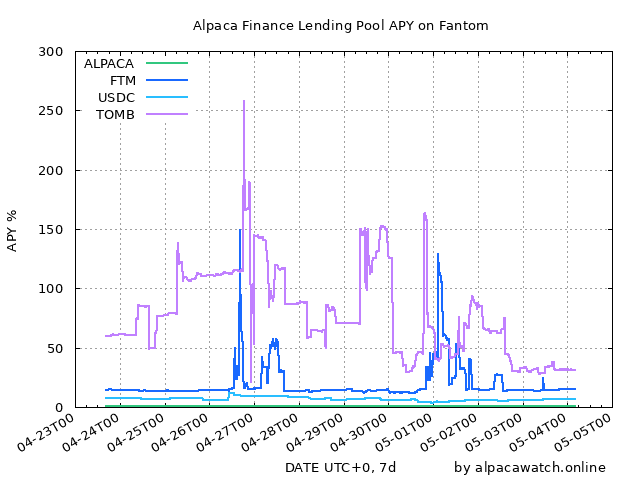 Alpaca Finance Lending Pool APY on Fantom
300
250
200
150
100
50
0
APY %
ALPACA
FTM
USDC
TOMB
04-23T00
04-24T00
04-25T00
04-26T00
04-27T00
04-28T00
04-29T00
04-30T00
05-01T00
05-02T00
05-03T00
05-04T00
05-05T00
DATE UTC+0, 7d
by alpacawatch.online